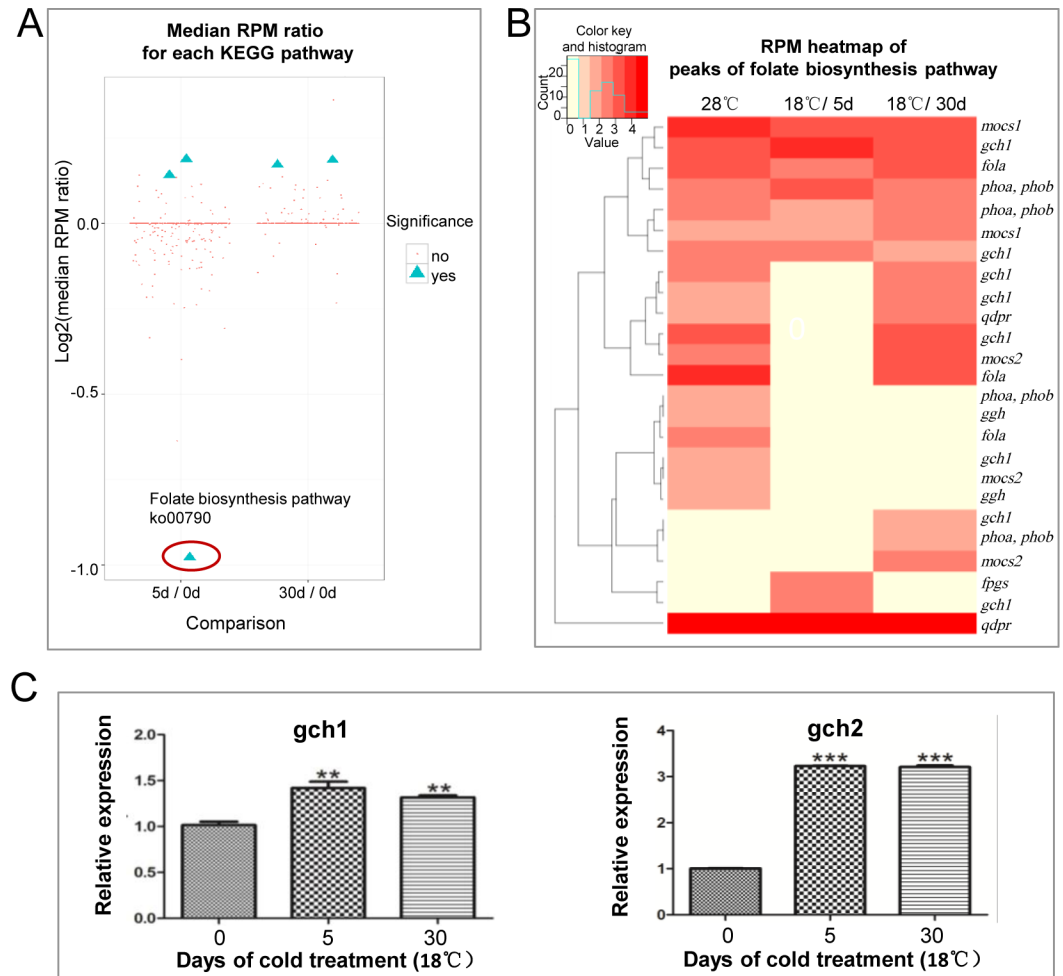 A
Median RPM ratio
for each KEGG pathway
Log2(median RPM ratio)
0.0
-0.5
-1.0
Significance
no
yes
Folate biosynthesis pathway
ko00790
5d / 0d
30d / 0d
Comparison
B
Color key
and histogram
Count
0 10 20
0 1 2 3 4
Value
RPM heatmap of
peaks of folate biosynthesis pathway
28℃ 18℃/ 5d 18℃/ 30d
mocs1
gch1
fola
phoa, phob
phoa, phob
mocs1
gch1
gch1
gch1
qdpr
gch1
mocs2
fola
phoa, phob
ggh
fola
gch1
mocs2
ggh
gch1
phoa, phob
mocs2
fpgs
gch1
qdpr
0
C
gch1
Relative expression
2.0
1.5
1.0
0.5
0.0
**
**
0 5 30
Days of cold treatment (18℃)
gch2
Relative expression
4
3
2
1
0
***
***
0 5 30
Days of cold treatment (18℃)